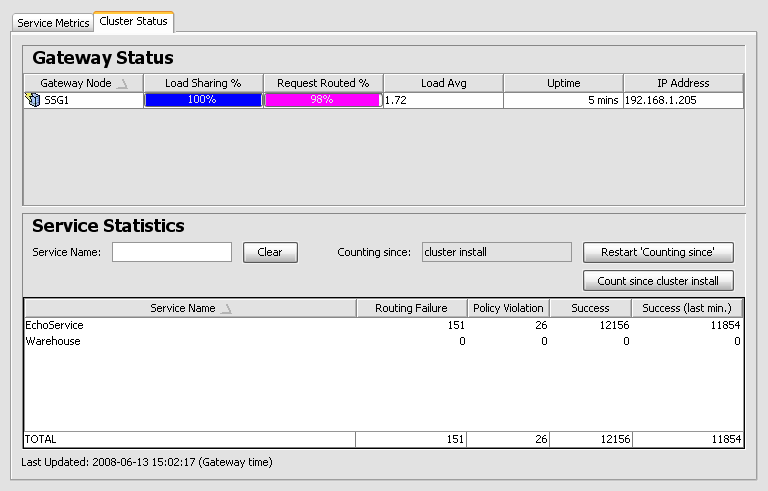 Service Metrics Cluster Status
Gateway Status
Gateway Node Load Sharing % Request Routed % Load Avg Uptime IP Address
SSG1 100% 98% 1.72 5 mins 192.168.1.205
Service Statistics
Service Name: Clear Counting since: cluster install Restart 'Counting since'
Count since cluster install
Service Name Routing Failure Policy Violation Success Success (last min.)
EchoService 151 26 12156 11854
Warehouse 0 0 0 0
TOTAL 151 26 12156 11854
Last Updated: 2008-06-13 15:02:17 (Gateway time)